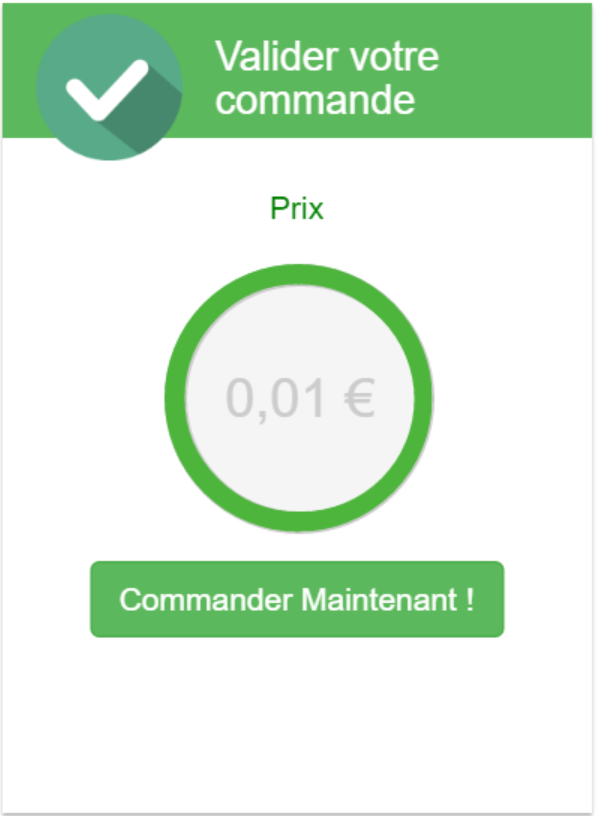 Valider votre
commande
Prix
0,01 €
Commander Maintenant !